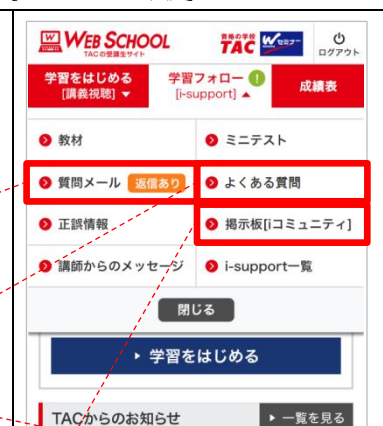 WEB SCHOOL
TACの受講生サイト
資格の学校
TAC
Wセミナー
ログアウト
学習をはじめる
[講義視聴] ▼
学習フォロー !
[i-support] ▲
成績表
教材
ミニテスト
質問メール 返信あり
よくある質問
正誤情報
掲示板[iコミュニティ]
講師からのメッセージ
i-support一覧
閉じる
▶ 学習をはじめる
TACからのお知らせ
▶ 一覧を見る